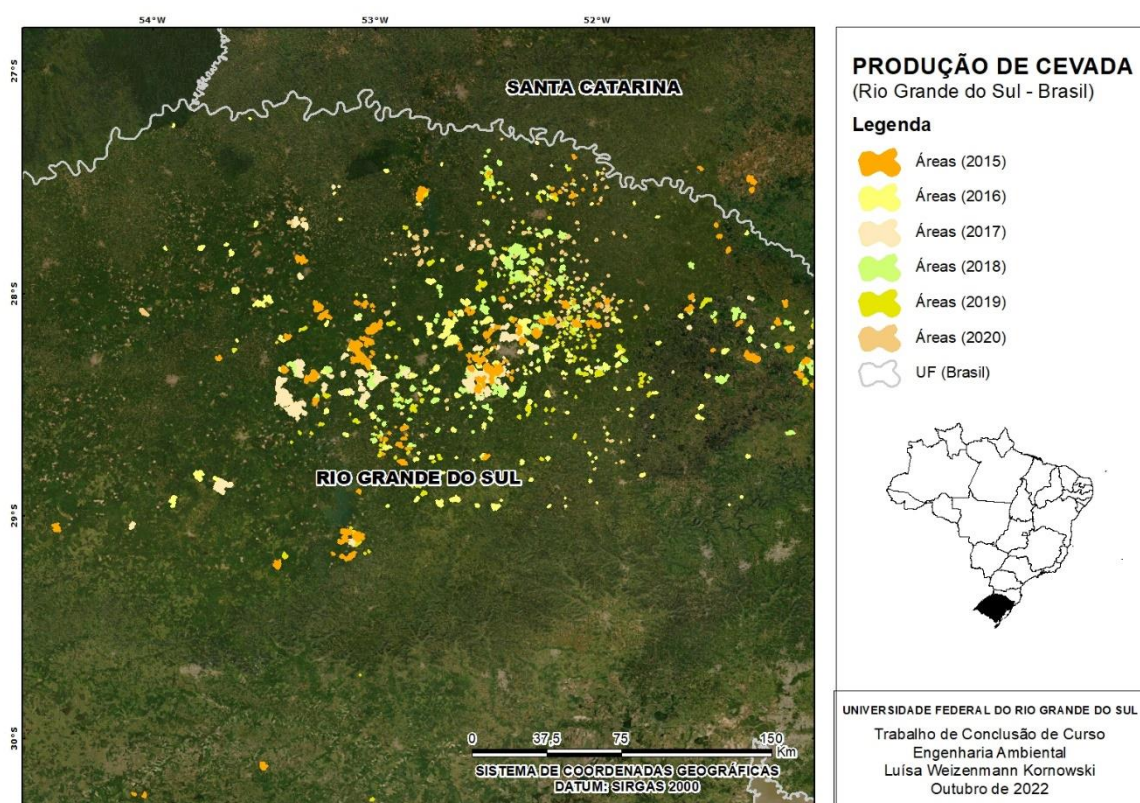 54°W
53°W
52°W
27°S
28°S
29°S
30°S
SANTA CATARINA
RIO GRANDE DO SUL
0
37,5
75
150
Km
SISTEMA DE COORDENADAS GEOGRÁFICAS
DATUM: SIRGAS 2000
PRODUÇÃO DE CEVADA
(Rio Grande do Sul - Brasil)
Legenda
Áreas (2015)
Áreas (2016)
Áreas (2017)
Áreas (2018)
Áreas (2019)
Áreas (2020)
UF (Brasil)
UNIVERSIDADE FEDERAL DO RIO GRANDE DO SUL
Trabalho de Conclusão de Curso
Engenharia Ambiental
Luísa Weizenmann Kornowski
Outubro de 2022